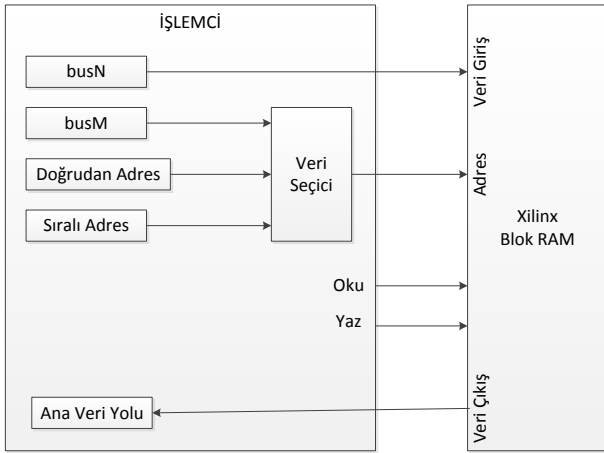 İŞLEMCİ
busN
busM
Doğrudan Adres
Sıralı Adres
Veri
Seçici
Oku
Yaz
Ana Veri Yolu
Veri Giriş
Adres
Xilinx
Blok RAM
Veri Çıkış